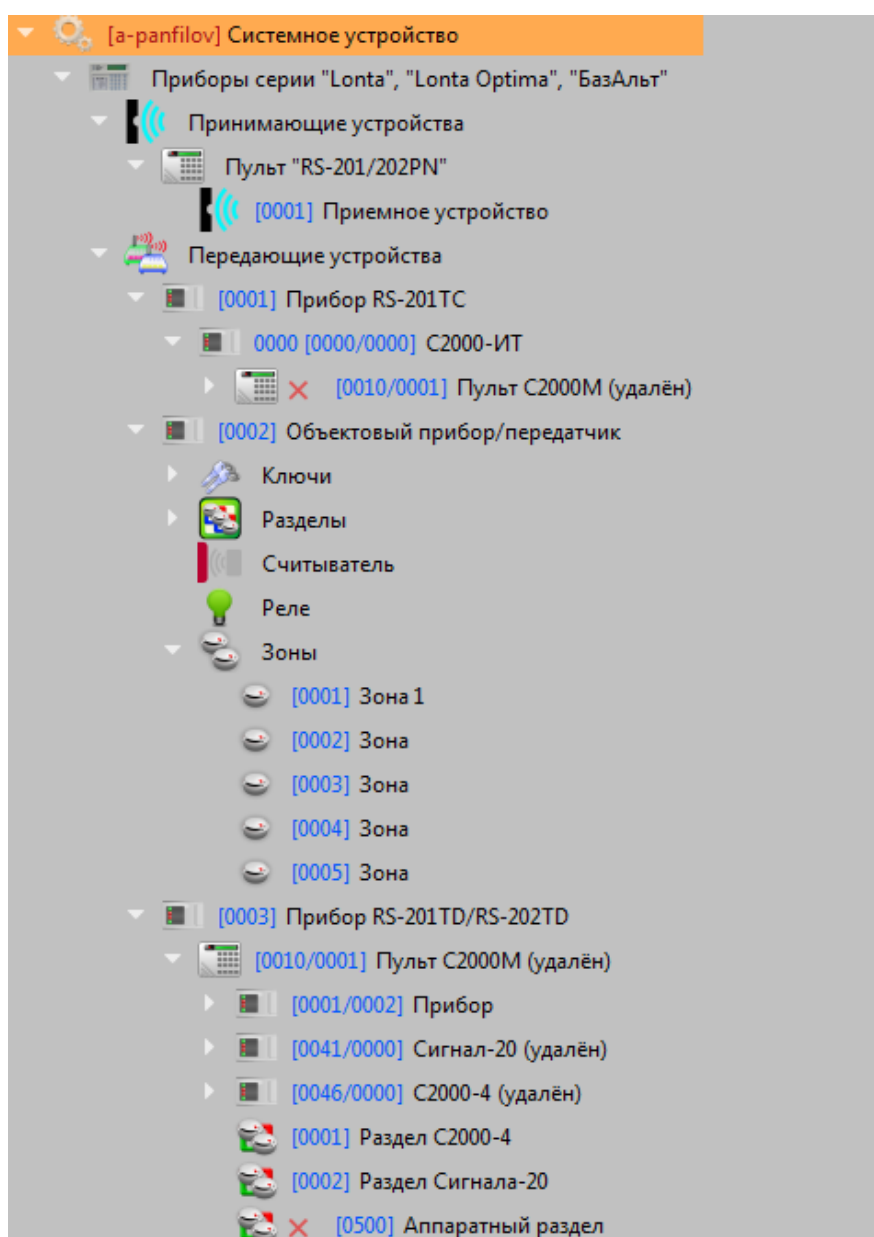 [a-panfilov] Системное устройство
Приборы серии "Lonta", "Lonta Optima", "БазАльт"
Принимающие устройства
Пульт "RS-201/202PN"
[0001] Приемное устройство
Передающие устройства
[0001] Прибор RS-201TC
0000 [0000/0000] С2000-ИТ
[0010/0001] Пульт С2000М (удалён)
[0002] Объектовый прибор/передатчик
Ключи
Разделы
Считыватель
Реле
Зоны
[0001] Зона 1
[0002] Зона
[0003] Зона
[0004] Зона
[0005] Зона
[0003] Прибор RS-201TD/RS-202TD
[0010/0001] Пульт С2000М (удалён)
[0001/0002] Прибор
[0041/0000] Сигнал-20 (удалён)
[0046/0000] С2000-4 (удалён)
[0001] Раздел С2000-4
[0002] Раздел Сигнала-20
[0500] Аппаратный раздел